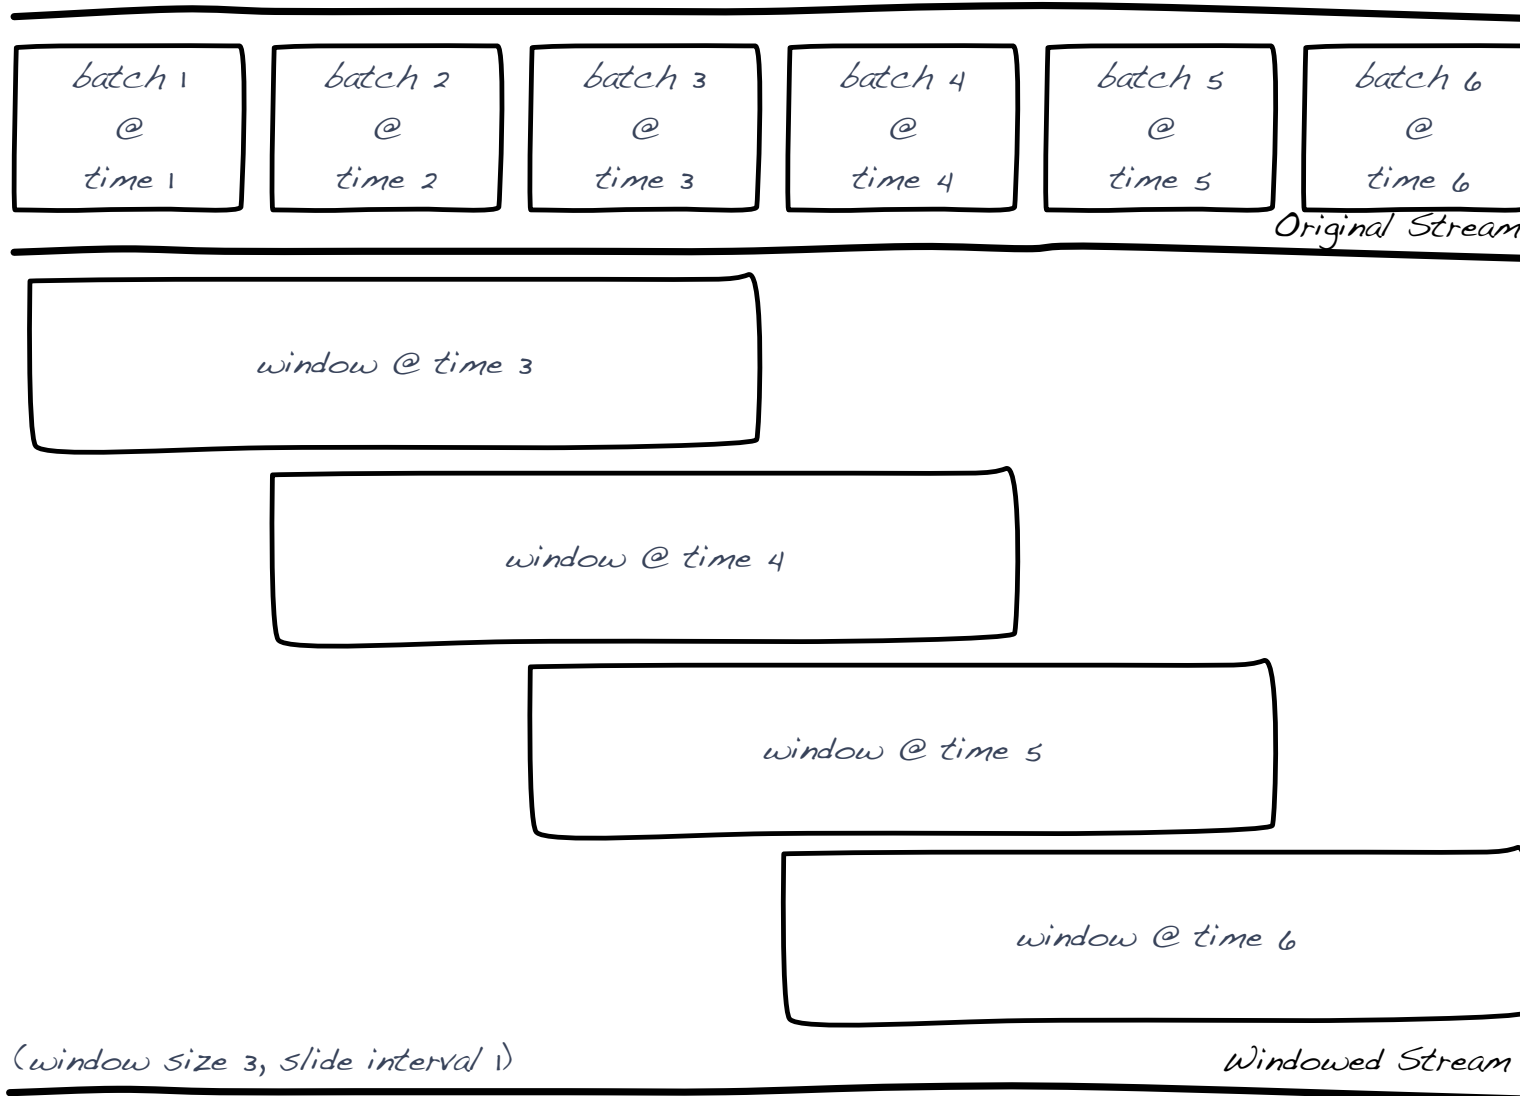 batch 1
@
time 1
batch 2
@
time 2
batch 3
@
time 3
batch 4
@
time 4
batch 5
@
time 5
batch 6
@
time 6
Original Stream
window @ time 3
window @ time 4
window @ time 5
window @ time 6
(window size 3, slide interval 1)
Windowed Stream